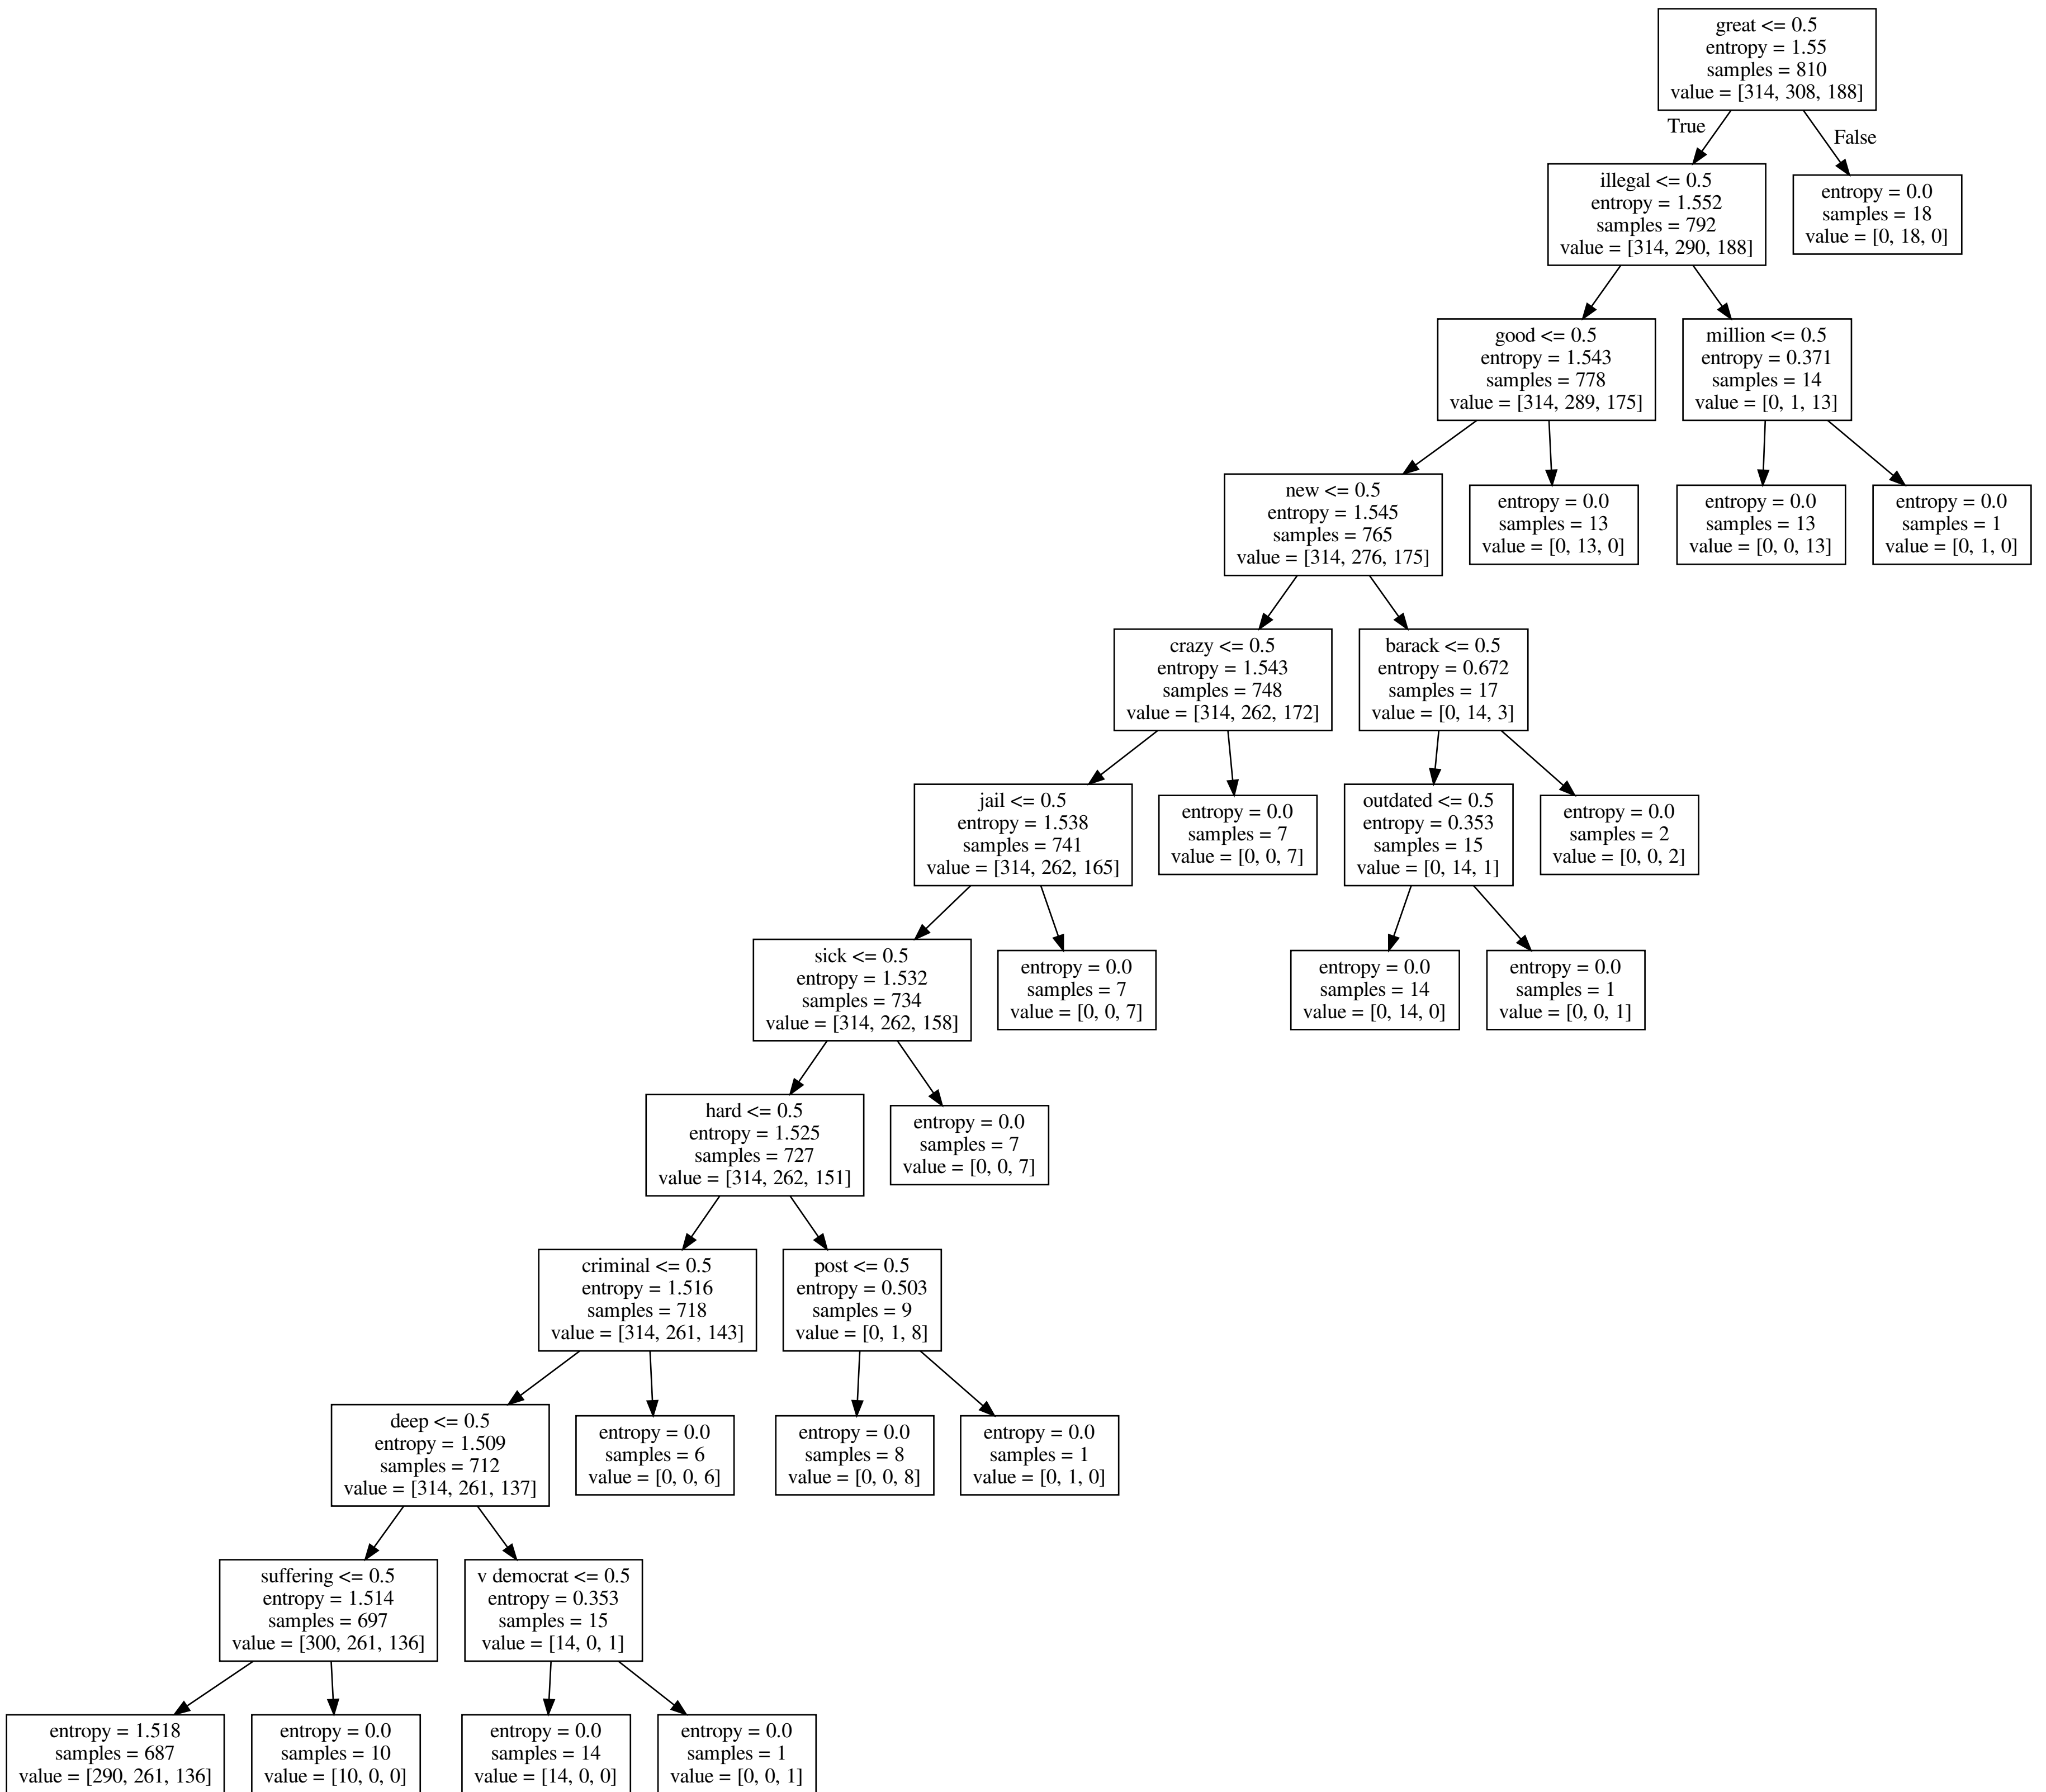 great <= 0.5
entropy = 1.55
samples = 810
value = [314, 308, 188]
True
False
illegal <= 0.5
entropy = 1.552
samples = 792
value = [314, 290, 188]
entropy = 0.0
samples = 18
value = [0, 18, 0]
good <= 0.5
entropy = 1.543
samples = 778
value = [314, 289, 175]
million <= 0.5
entropy = 0.371
samples = 14
value = [0, 1, 13]
new <= 0.5
entropy = 1.545
samples = 765
value = [314, 276, 175]
entropy = 0.0
samples = 13
value = [0, 13, 0]
entropy = 0.0
samples = 13
value = [0, 0, 13]
entropy = 0.0
samples = 1
value = [0, 1, 0]
crazy <= 0.5
entropy = 1.543
samples = 748
value = [314, 262, 172]
barack <= 0.5
entropy = 0.672
samples = 17
value = [0, 14, 3]
jail <= 0.5
entropy = 1.538
samples = 741
value = [314, 262, 165]
entropy = 0.0
samples = 7
value = [0, 0, 7]
outdated <= 0.5
entropy = 0.353
samples = 15
value = [0, 14, 1]
entropy = 0.0
samples = 2
value = [0, 0, 2]
sick <= 0.5
entropy = 1.532
samples = 734
value = [314, 262, 158]
entropy = 0.0
samples = 7
value = [0, 0, 7]
entropy = 0.0
samples = 14
value = [0, 14, 0]
entropy = 0.0
samples = 1
value = [0, 0, 1]
hard <= 0.5
entropy = 1.525
samples = 727
value = [314, 262, 151]
entropy = 0.0
samples = 7
value = [0, 0, 7]
criminal <= 0.5
entropy = 1.516
samples = 718
value = [314, 261, 143]
post <= 0.5
entropy = 0.503
samples = 9
value = [0, 1, 8]
deep <= 0.5
entropy = 1.509
samples = 712
value = [314, 261, 137]
entropy = 0.0
samples = 6
value = [0, 0, 6]
entropy = 0.0
samples = 8
value = [0, 0, 8]
entropy = 0.0
samples = 1
value = [0, 1, 0]
suffering <= 0.5
entropy = 1.514
samples = 697
value = [300, 261, 136]
v democrat <= 0.5
entropy = 0.353
samples = 15
value = [14, 0, 1]
entropy = 1.518
samples = 687
value = [290, 261, 136]
entropy = 0.0
samples = 10
value = [10, 0, 0]
entropy = 0.0
samples = 14
value = [14, 0, 0]
entropy = 0.0
samples = 1
value = [0, 0, 1]